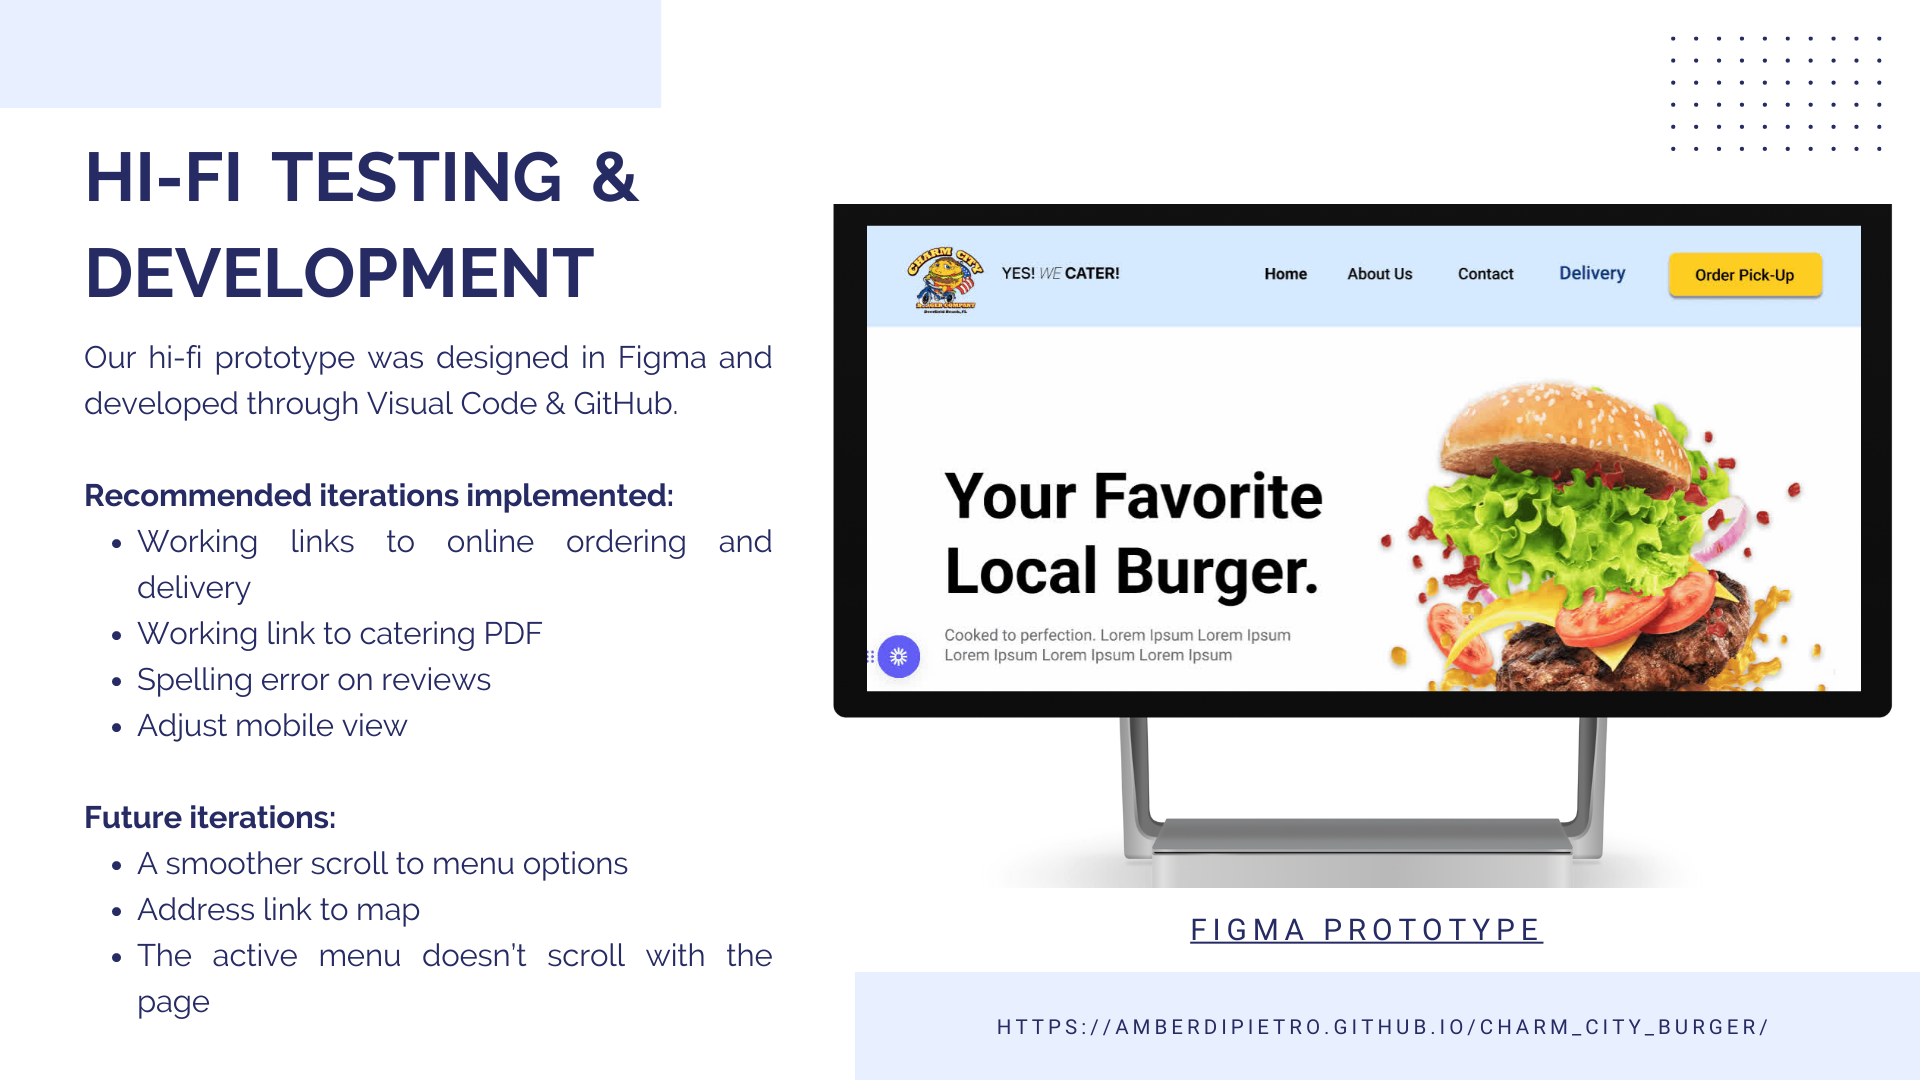 HI-FI TESTING &
DEVELOPMENT
Our hi-fi prototype was designed in Figma and
developed through Visual Code & GitHub.
Recommended iterations implemented:
• Working links to online ordering and
delivery
• Working link to catering PDF
• Spelling error on reviews
• Adjust mobile view
Future iterations:
• A smoother scroll to menu options
• Address link to map
• The active menu doesn't scroll with the
page
CHARM CITY
BURGER COMPANY
Deerfield Beach, FL
YES! WE CATER!
Home
About Us
Contact
Delivery
Order Pick-Up
Your Favorite
Local Burger.
Cooked to perfection. Lorem Ipsum Lorem Ipsum
Lorem Ipsum Lorem Ipsum Lorem Ipsum
FIGMA PROTOTYPE
HTTPS://AMBERDIPIETRO.GITHUB.IO/CHARM_CITY_BURGER/